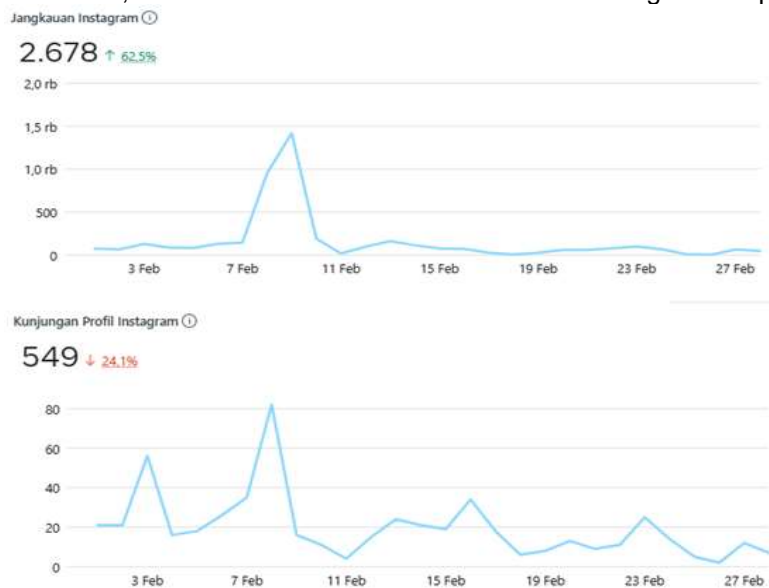 Jangkauan Instagram
2.678 ↑ 62,5%
2,0 rb
1,5 rb
1,0 rb
500
0
3 Feb 7 Feb 11 Feb 15 Feb 19 Feb 23 Feb 27 Feb
Kunjungan Profil Instagram
549 ↓ 24,1%
80
60
40
20
0
3 Feb 7 Feb 11 Feb 15 Feb 19 Feb 23 Feb 27 Feb